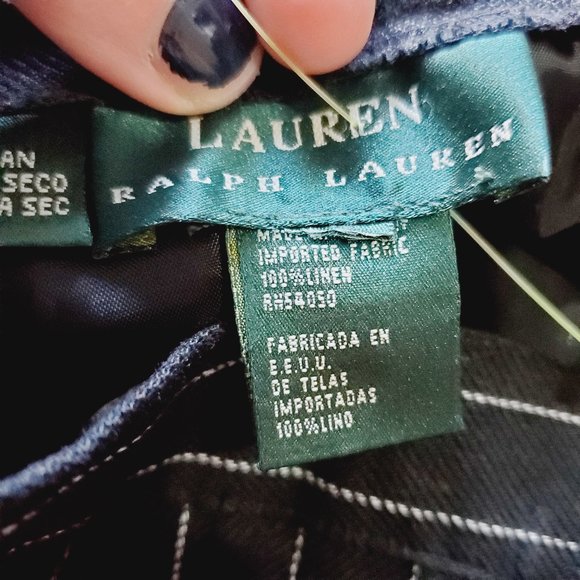 LAUREN
RALPH LAUREN
AN
SECO
A SEC
IMPORTED FABRIC
100%LINEN
RN54050
FABRICADA EN
E.E.U.U.
DE TELAS
IMPORTADAS
100%LINO